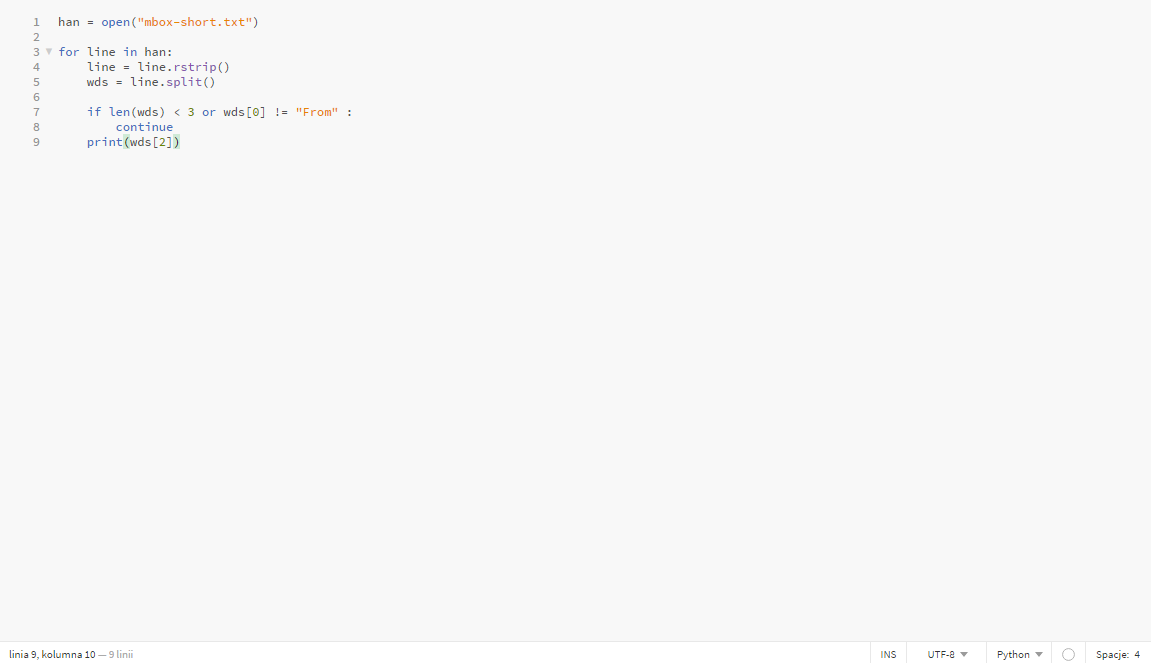 1 han = open("mbox-short.txt")
2
3 for line in han:
4     line = line.rstrip()
5     wds = line.split()
6
7     if len(wds) < 3 or wds[0] != "From" :
8         continue
9     print(wds[2])
linia 9, kolumna 10 — 9 linii INS UTF-8 Python Spacje: 4